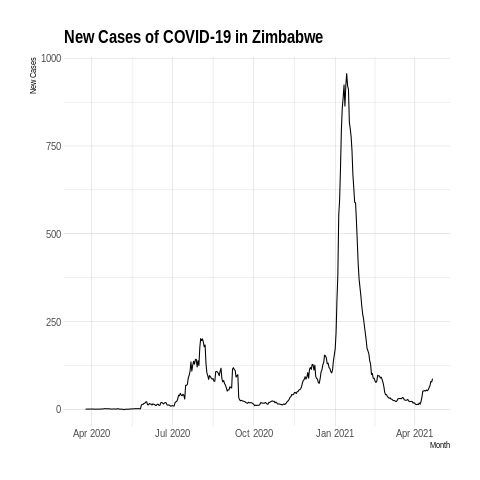 New Cases of COVID-19 in Zimbabwe
New Cases
1000
750
500
250
0
Apr 2020
Jul 2020
Oct 2020
Jan 2021
Apr 2021
Month